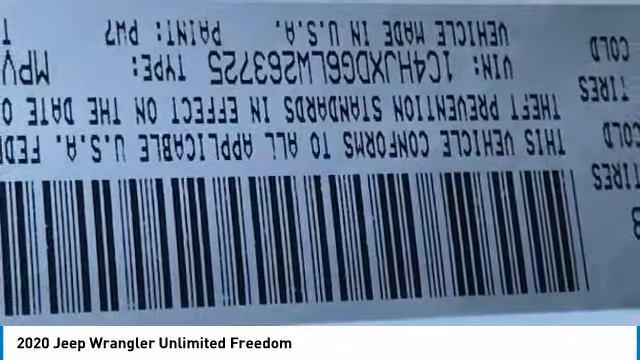 THIS VEHICLE CONFORMS TO ALL APPLICABLE U.S.A. FEDE
THEFT PREVENTION STANDARDS IN EFFECT ON THE DATE O
VIN: 1C4HJXDG6LW263725 TYPE: MPV
VEHICLE MADE IN U.S.A. PAINT: PW7 T
TIRES
COLD
TIRES
COLD
2020 Jeep Wrangler Unlimited Freedom